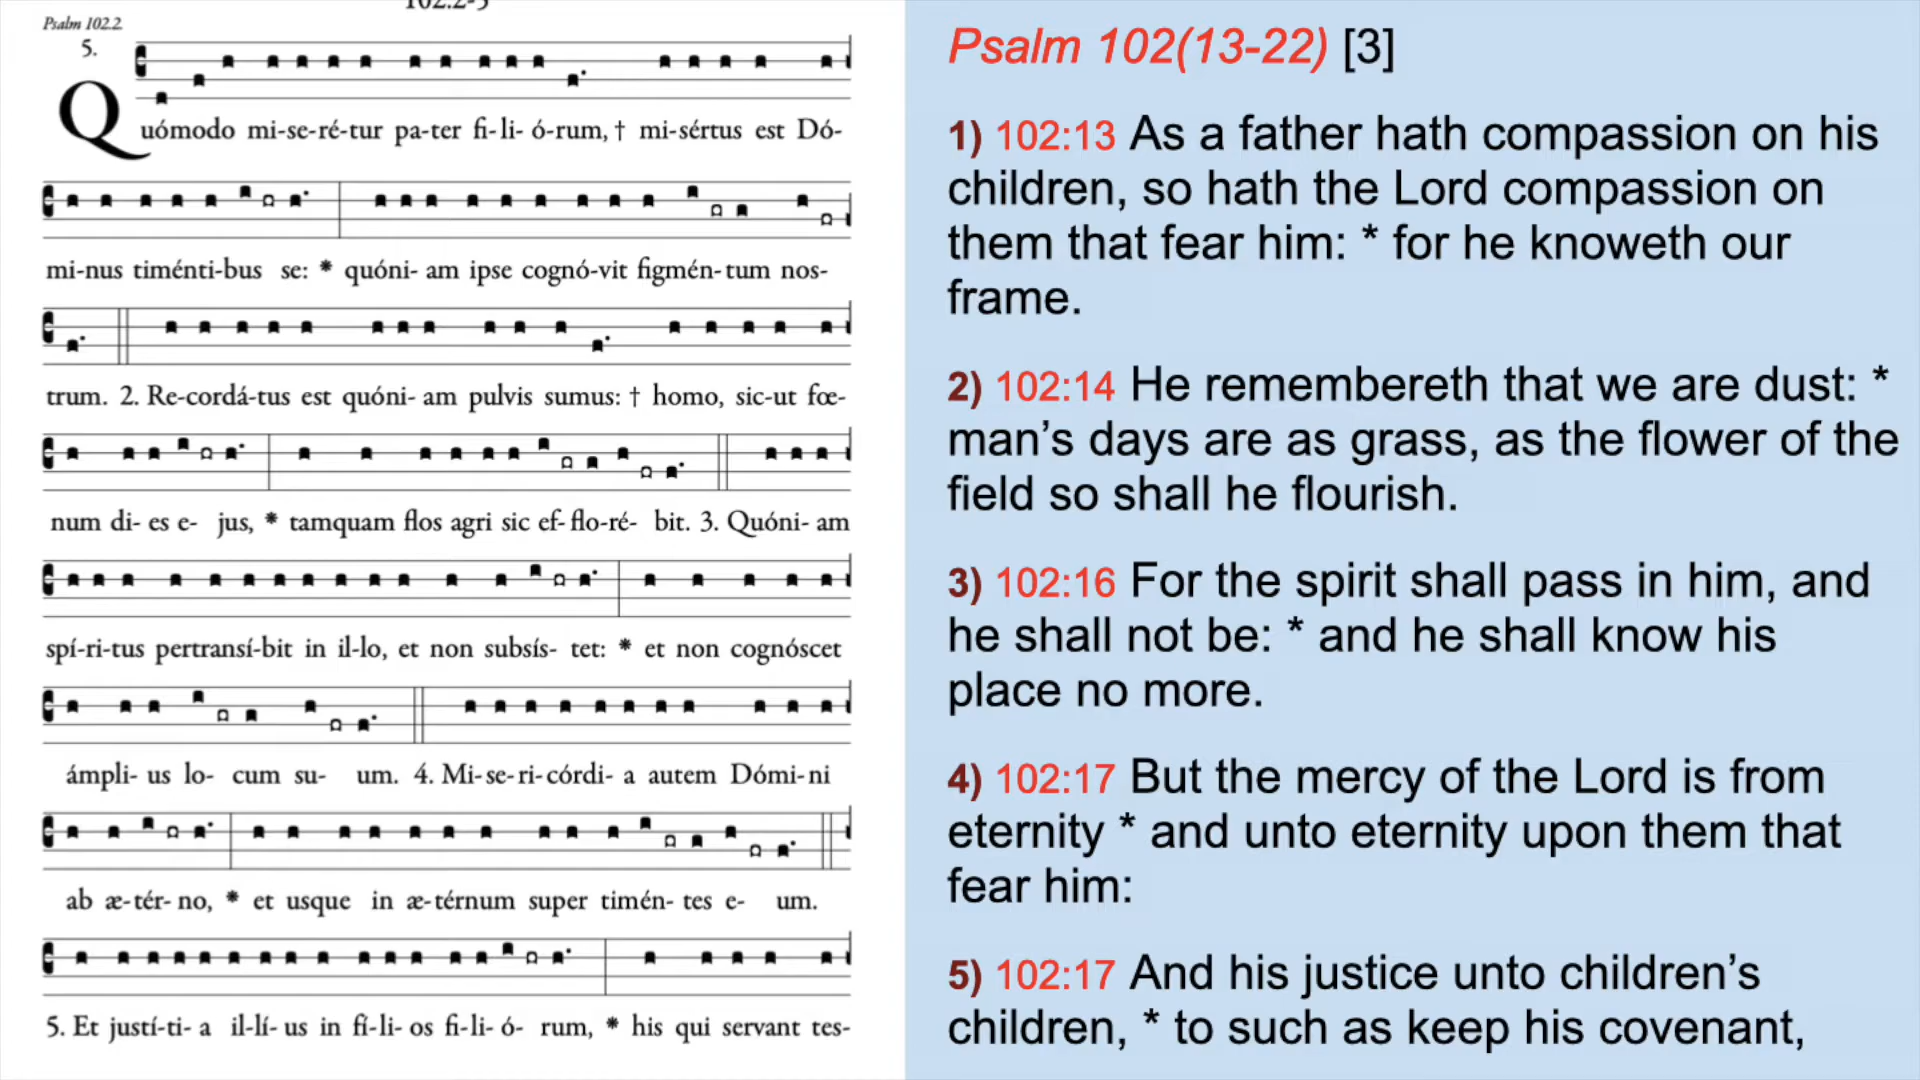 102.2-5
Psalm 102.2
5.
Quómodo mi-se-ré-tur pa-ter fi-li-ó-rum, † mi-sértus est Dó-
mi-nus timénti-bus se: * quóni-am ipse cognó-vit figmén-tum nos-
trum. 2. Re-cordá-tus est quóni-am pulvis sumus: † homo, sic-ut fœ-
num di-es e-jus, * tamquam flos agri sic ef-flo-ré-bit. 3. Quóni-am
spí-ri-tus pertransí-bit in il-lo, et non subsís-tet: * et non cognóscet
ámpli-us lo-cum su-um. 4. Mi-se-ri-córdi-a autem Dómi-ni
ab æ-tér-no, * et usque in æ-térnum super timén-tes e-um.
5. Et justí-ti-a il-lí-us in fí-li-os fi-li-ó-rum, * his qui servant tes-
Psalm 102(13-22) [3]
1) 102:13 As a father hath compassion on his
children, so hath the Lord compassion on
them that fear him: * for he knoweth our
frame.
2) 102:14 He remembereth that we are dust: *
man’s days are as grass, as the flower of the
field so shall he flourish.
3) 102:16 For the spirit shall pass in him, and
he shall not be: * and he shall know his
place no more.
4) 102:17 But the mercy of the Lord is from
eternity * and unto eternity upon them that
fear him:
5) 102:17 And his justice unto children’s
children, * to such as keep his covenant,